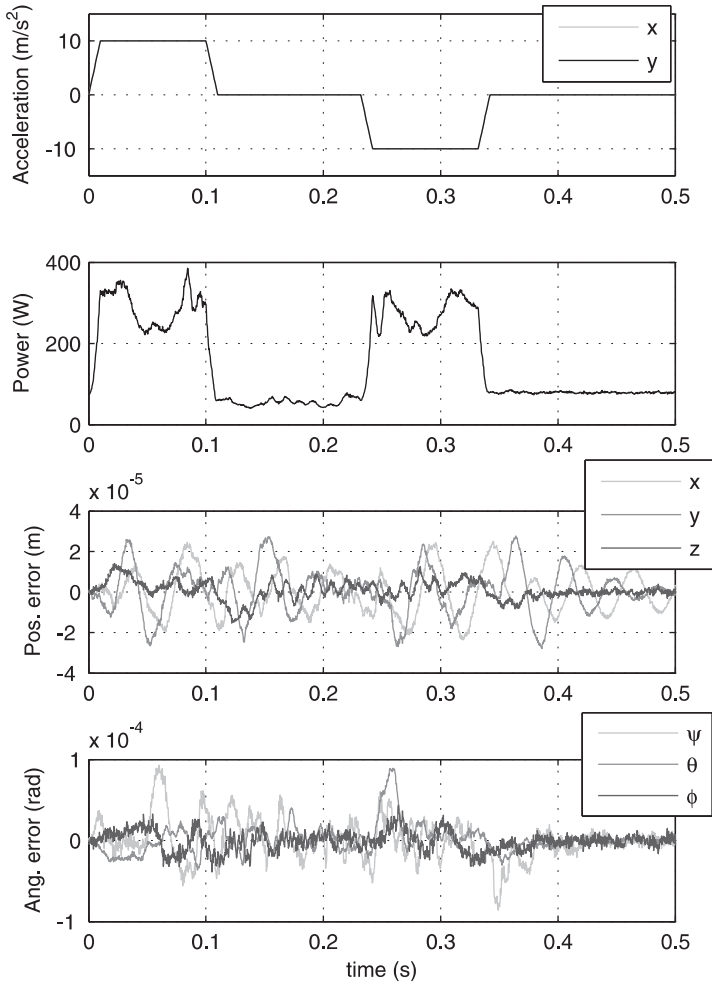 Acceleration (m/s²)
10
0
-10
x
y
0 0.1 0.2 0.3 0.4 0.5
Power (W)
400
200
0
0 0.1 0.2 0.3 0.4 0.5
x 10⁻⁵
Pos. error (m)
4
2
0
-2
-4
x
y
z
0 0.1 0.2 0.3 0.4 0.5
x 10⁻⁴
Ang. error (rad)
1
0
-1
ψ
θ
ϕ
0 0.1 0.2 0.3 0.4 0.5
time (s)